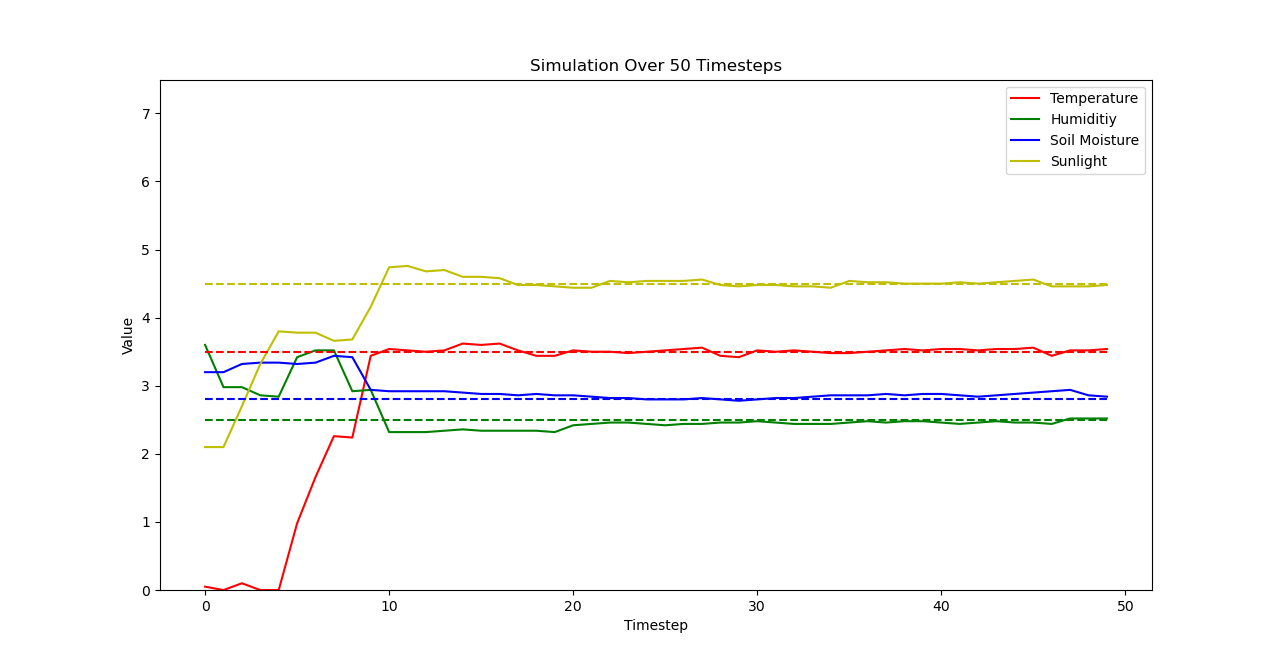 Simulation Over 50 Timesteps
Temperature
Humiditiy
Soil Moisture
Sunlight
7
6
5
4
3
2
1
0
Value
0 10 20 30 40 50
Timestep